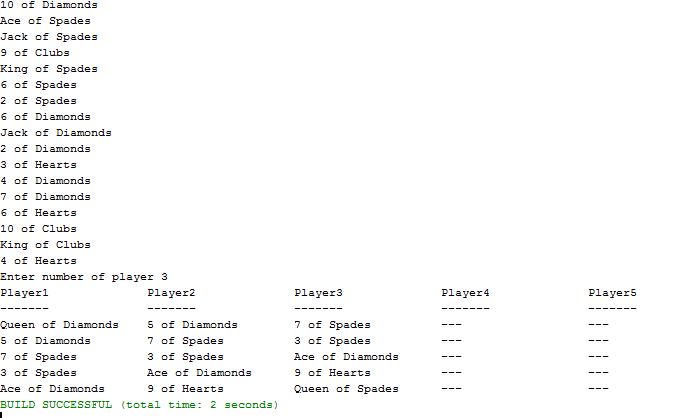 10 of Diamonds
Ace of Spades
Jack of Spades
9 of Clubs
King of Spades
6 of Spades
2 of Spades
6 of Diamonds
Jack of Diamonds
2 of Diamonds
3 of Hearts
4 of Diamonds
7 of Diamonds
6 of Hearts
10 of Clubs
King of Clubs
4 of Hearts
Enter number of player 3
Player1 Player2 Player3 Player4 Player5
------- ------- ------- ------- -------
Queen of Diamonds 5 of Diamonds 7 of Spades --- ---
5 of Diamonds 7 of Spades 3 of Spades --- ---
7 of Spades 3 of Spades Ace of Diamonds --- ---
3 of Spades Ace of Diamonds 9 of Hearts --- ---
Ace of Diamonds 9 of Hearts Queen of Spades --- ---
BUILD SUCCESSFUL (total time: 2 seconds)